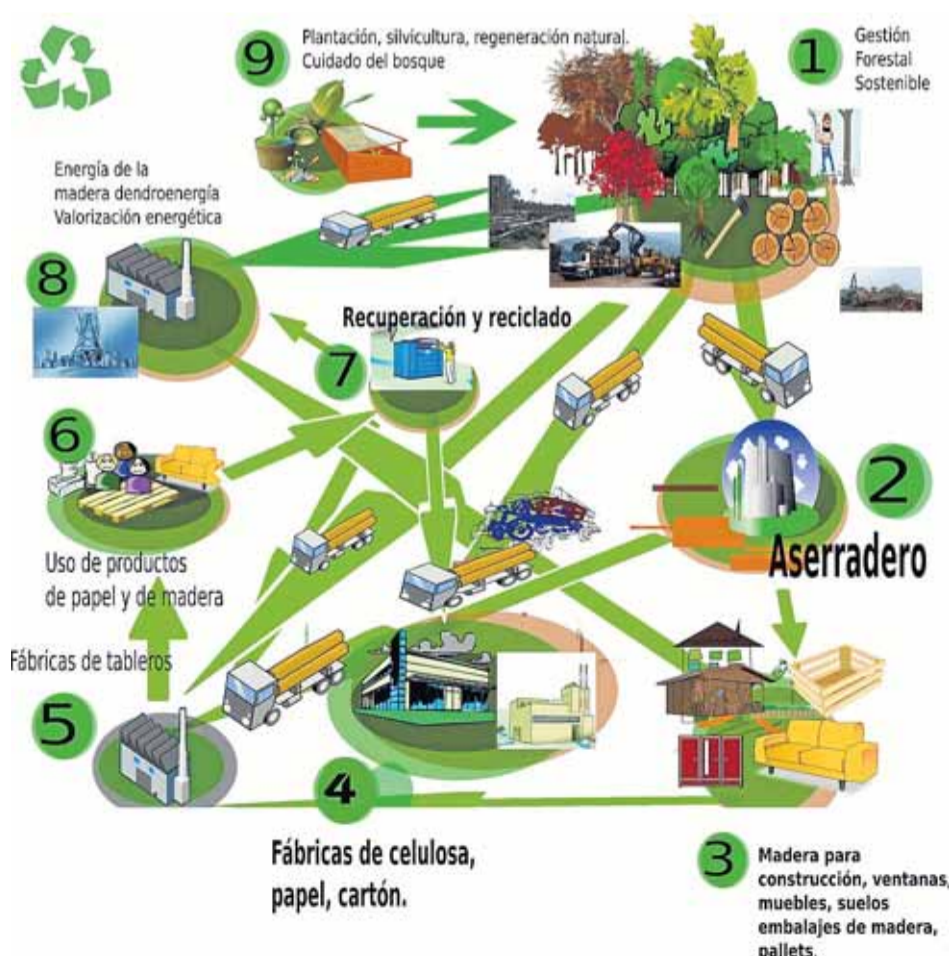 9
Plantación, silvicultura, regeneración natural.
Cuidado del bosque
1
Gestión
Forestal
Sostenible
Energía de la
madera dendroenergía
Valorización energética
8
Recuperación y reciclado
7
6
Uso de productos
de papel y de madera
2
Aserradero
Fábricas de tableros
5
4
Fábricas de celulosa,
papel, cartón.
3
Madera para
construcción, ventanas,
muebles, suelos
embalajes de madera,
pallets.